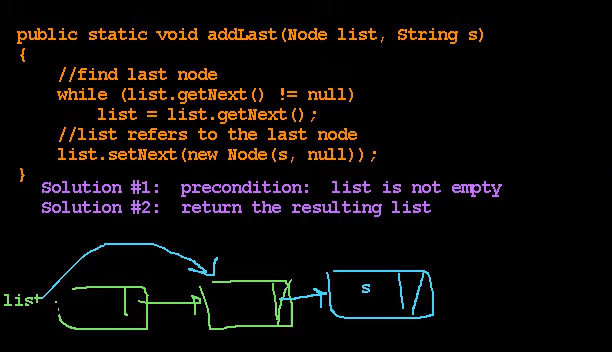 public static void addLast(Node list, String s)
{
//find last node
while (list.getNext() != null)
list = list.getNext();
//list refers to the last node
list.setNext(new Node(s, null));
}
Solution #1: precondition: list is not empty
Solution #2: return the resulting list
s
list